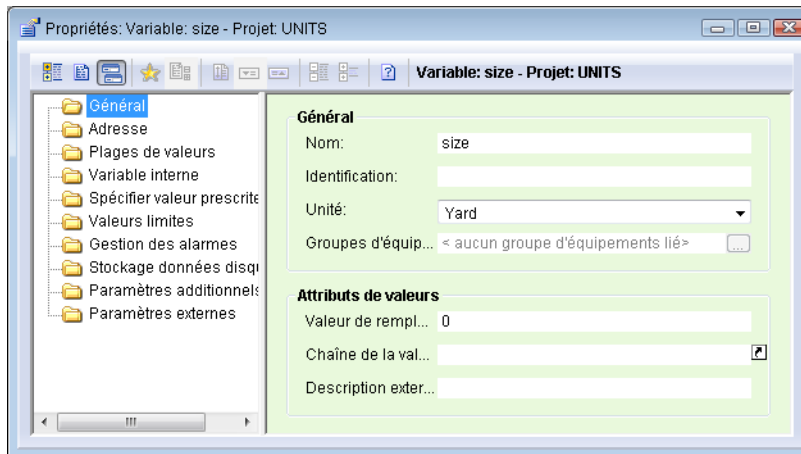 Propriétés: Variable: size - Projet: UNITS
Variable: size - Projet: UNITS
Général
Adresse
Plages de valeurs
Variable interne
Spécifier valeur prescrite
Valeurs limites
Gestion des alarmes
Stockage données disq
Paramètres additionnels
Paramètres externes
Général
Nom: size
Identification:
Unité: Yard
Groupes d'équip... < aucun groupe d'équipements lié> ...
Attributs de valeurs
Valeur de rempl... 0
Chaîne de la val...
Description exter...